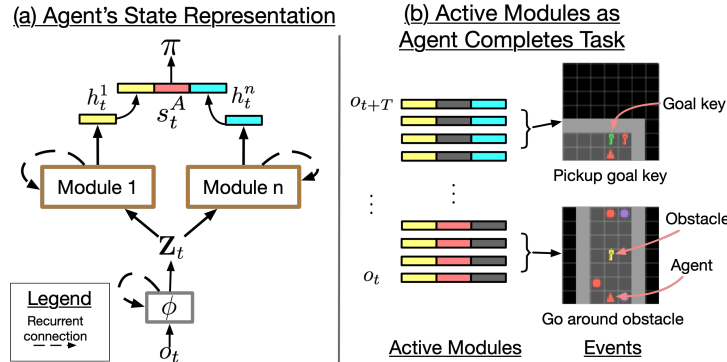 (a) Agent's State Representation
π
h_t^1
s_t^A
h_t^n
Module 1
Module n
Z_t
ϕ
o_t
Legend
Recurrent
connection
(b) Active Modules as
Agent Completes Task
o_{t+T}
Goal key
Pickup goal key
⋮
⋮
Obstacle
o_t
Agent
Go around obstacle
Active Modules
Events